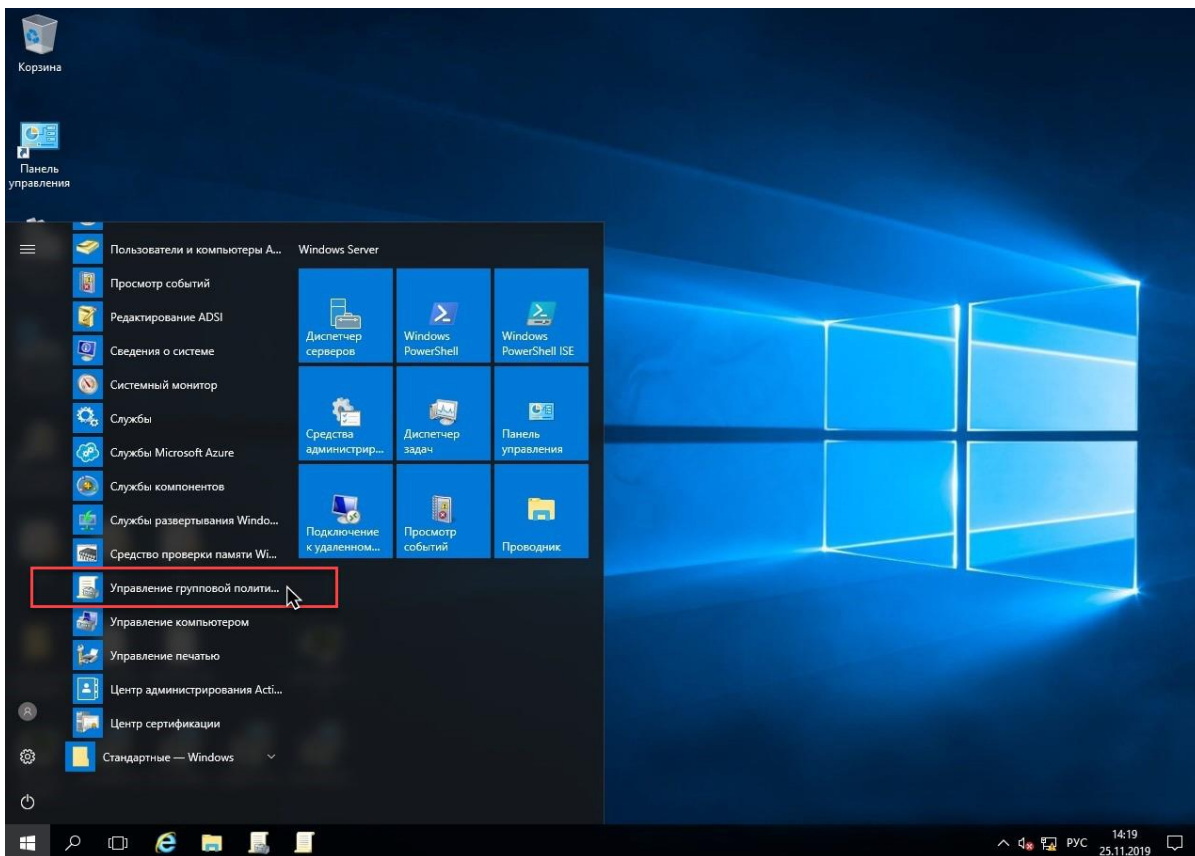 Корзина
Панель
управления
Пользователи и компьютеры A...
Просмотр событий
Редактирование ADSI
Сведения о системе
Системный монитор
Службы
Службы Microsoft Azure
Службы компонентов
Службы развертывания Windo...
Средство проверки памяти Wi...
Управление групповой полити...
Управление компьютером
Управление печатью
Центр администрирования Acti...
Центр сертификации
Стандартные — Windows
Windows Server
Диспетчер
серверов
Windows
PowerShell
Windows
PowerShell ISE
Средства
администрир...
Диспетчер
задач
Панель
управления
Подключение
к удаленном...
Просмотр
событий
Проводник
РУС
14:19
25.11.2019